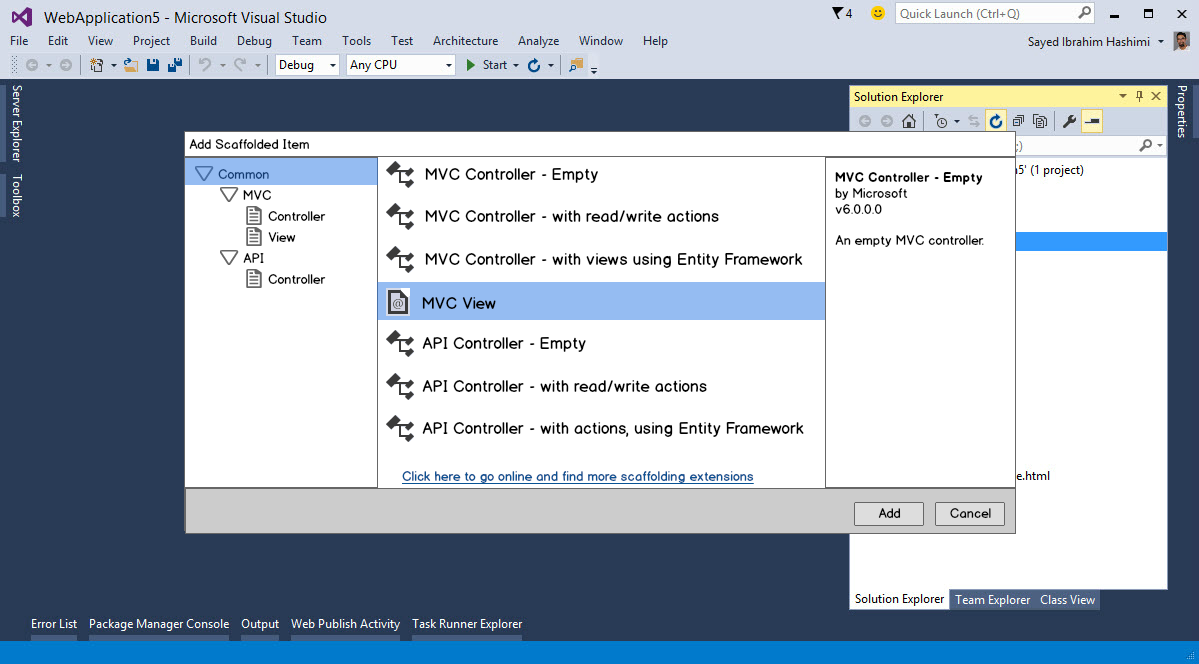 WebApplication5 - Microsoft Visual Studio
4
Quick Launch (Ctrl+Q)
File Edit View Project Build Debug Team Tools Test Architecture Analyze Window Help
Sayed Ibrahim Hashimi
Debug Any CPU Start
Server Explorer
Toolbox
Solution Explorer
Properties
Add Scaffolded Item
Common
MVC
Controller
View
API
Controller
MVC Controller - Empty
MVC Controller - with read/write actions
MVC Controller - with views using Entity Framework
MVC View
API Controller - Empty
API Controller - with read/write actions
API Controller - with actions, using Entity Framework
Click here to go online and find more scaffolding extensions
MVC Controller - Empty
by Microsoft
v6.0.0.0
An empty MVC controller.
Add Cancel
;)
5' (1 project)
e.html
Solution Explorer Team Explorer Class View
Error List Package Manager Console Output Web Publish Activity Task Runner Explorer